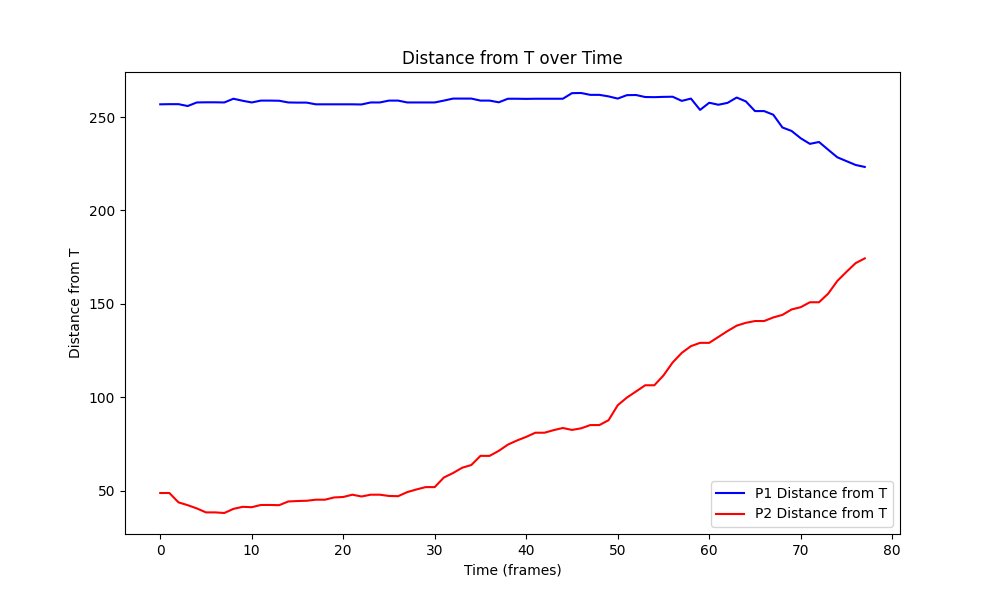 Distance from T over Time
Distance from T
250
200
150
100
50
0 10 20 30 40 50 60 70 80
Time (frames)
P1 Distance from T
P2 Distance from T